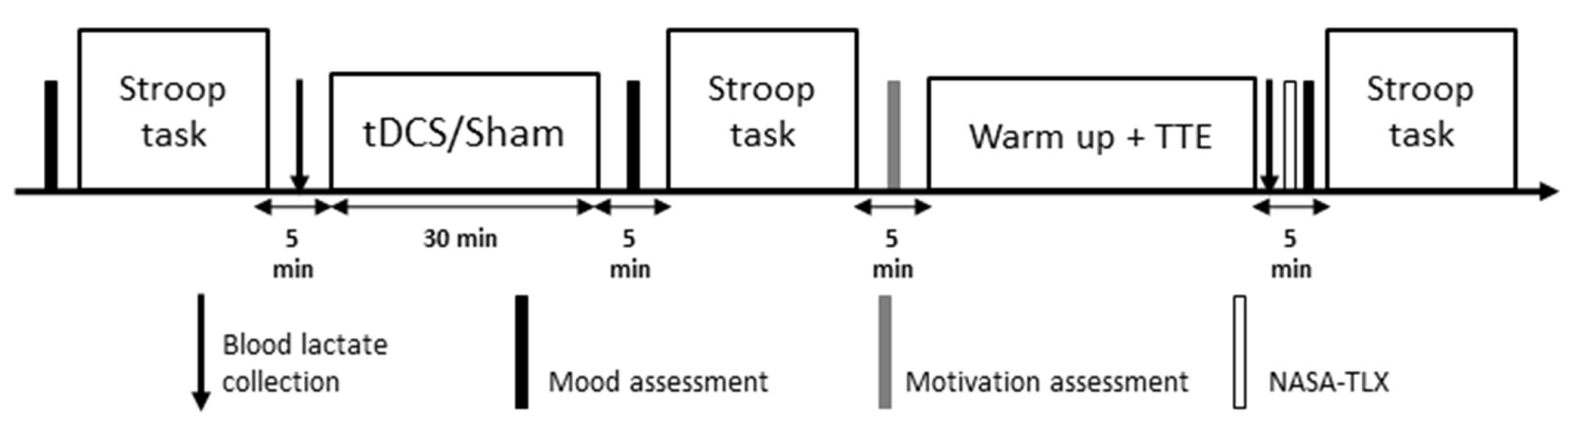 Stroop
task
tDCS/Sham
Stroop
task
Warm up + TTE
Stroop
task
5
min
30 min
5
min
5
min
5
min
Blood lactate
collection
Mood assessment
Motivation assessment
NASA-TLX